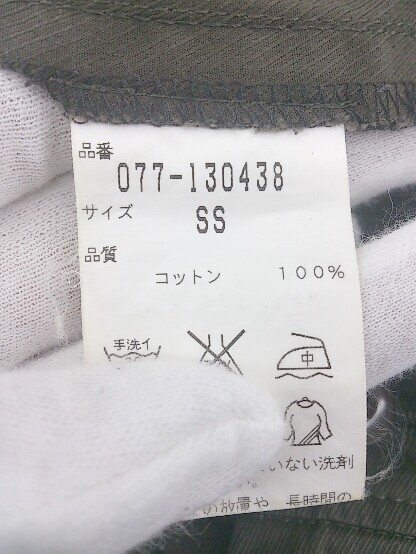 品番
077-130438
サイズ
SS
品質
コットン 100%
手洗イ
中
いない洗剤
。
の放置や、長時間の